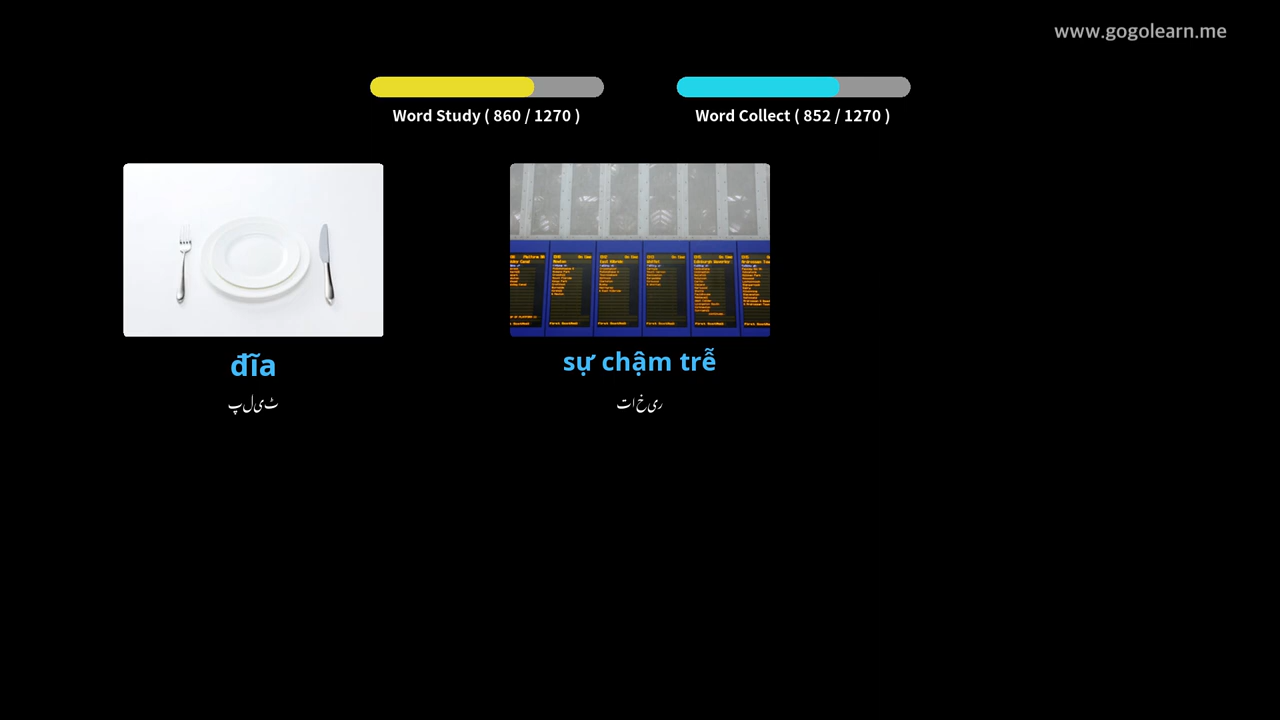 www.gogolearn.me
Word Study ( 860 / 1270 )
Word Collect ( 852 / 1270 )
đĩa
sự chậm trễ
پلیٹ
تاخیر